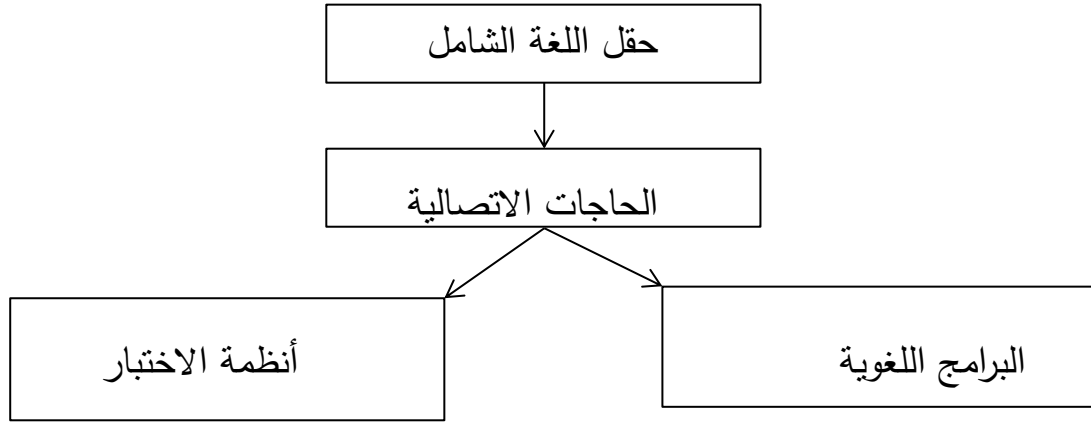 حقل اللغة الشامل
الحاجات الاتصالية
البرامج اللغوية
أنظمة الاختبار